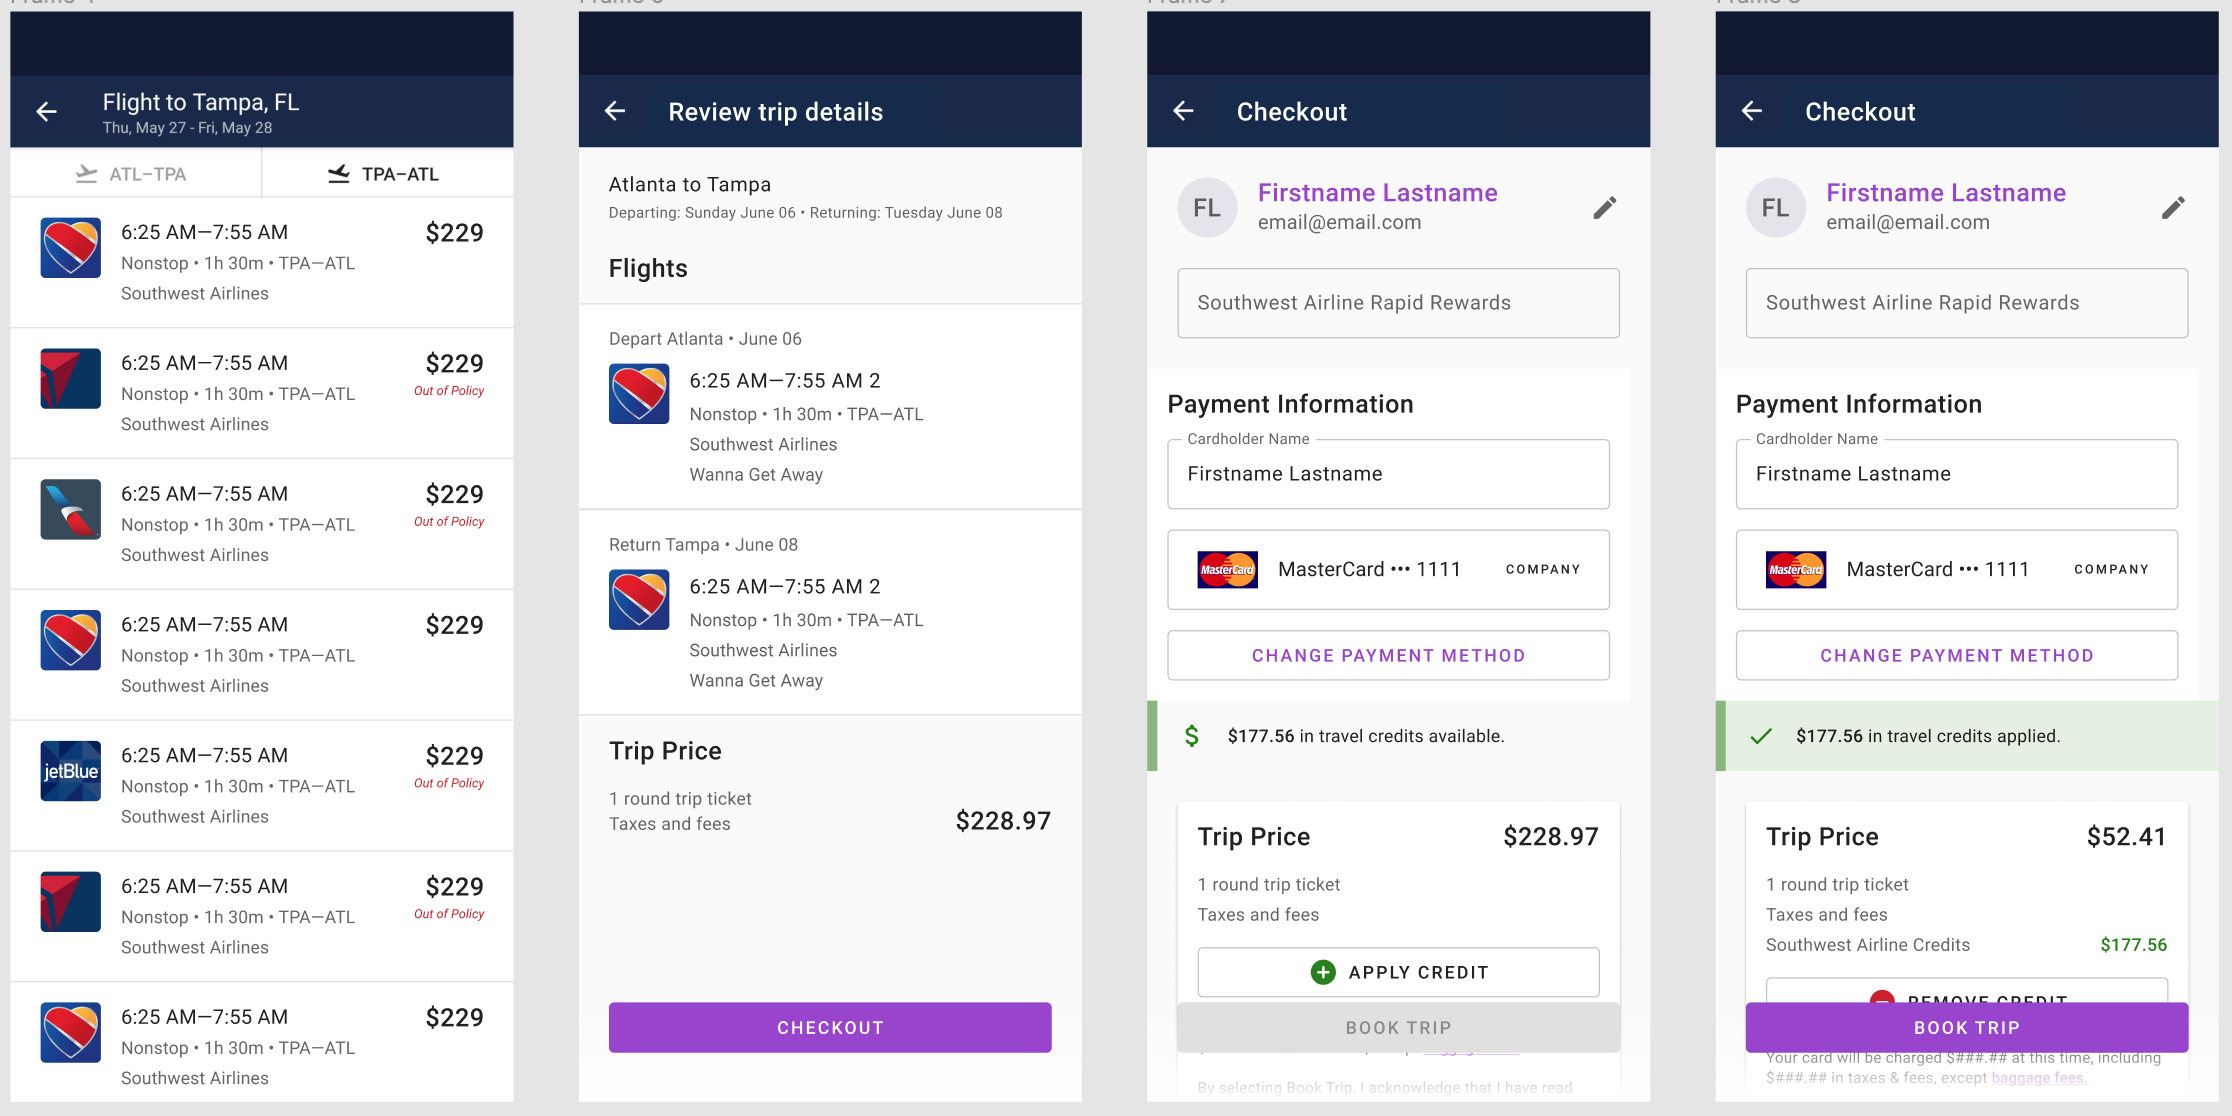 Flight to Tampa, FL
Thu, May 27 - Fri, May 28
ATL–TPA
TPA–ATL
6:25 AM—7:55 AM
$229
Nonstop • 1h 30m • TPA—ATL
Southwest Airlines
6:25 AM—7:55 AM
$229
Nonstop • 1h 30m • TPA—ATL
Out of Policy
Southwest Airlines
6:25 AM—7:55 AM
$229
Nonstop • 1h 30m • TPA—ATL
Out of Policy
Southwest Airlines
6:25 AM—7:55 AM
$229
Nonstop • 1h 30m • TPA—ATL
Southwest Airlines
jetBlue
6:25 AM—7:55 AM
$229
Nonstop • 1h 30m • TPA—ATL
Out of Policy
Southwest Airlines
6:25 AM—7:55 AM
$229
Nonstop • 1h 30m • TPA—ATL
Out of Policy
Southwest Airlines
6:25 AM—7:55 AM
$229
Nonstop • 1h 30m • TPA—ATL
Southwest Airlines
Review trip details
Atlanta to Tampa
Departing: Sunday June 06 • Returning: Tuesday June 08
Flights
Depart Atlanta • June 06
6:25 AM—7:55 AM 2
Nonstop • 1h 30m • TPA—ATL
Southwest Airlines
Wanna Get Away
Return Tampa • June 08
6:25 AM—7:55 AM 2
Nonstop • 1h 30m • TPA—ATL
Southwest Airlines
Wanna Get Away
Trip Price
1 round trip ticket
Taxes and fees
$228.97
CHECKOUT
Checkout
FL
Firstname Lastname
email@email.com
Southwest Airline Rapid Rewards
Payment Information
Cardholder Name
Firstname Lastname
MasterCard
MasterCard ••• 1111
COMPANY
CHANGE PAYMENT METHOD
$
$177.56 in travel credits available.
Trip Price
$228.97
1 round trip ticket
Taxes and fees
APPLY CREDIT
BOOK TRIP
By selecting Book Trip, I acknowledge that I have read
Checkout
FL
Firstname Lastname
email@email.com
Southwest Airline Rapid Rewards
Payment Information
Cardholder Name
Firstname Lastname
MasterCard
MasterCard ••• 1111
COMPANY
CHANGE PAYMENT METHOD
$177.56 in travel credits applied.
Trip Price
$52.41
1 round trip ticket
Taxes and fees
Southwest Airline Credits
$177.56
REMOVE CREDIT
BOOK TRIP
Your card will be charged $###.## at this time, including
$###.## in taxes & fees, except baggage fees.